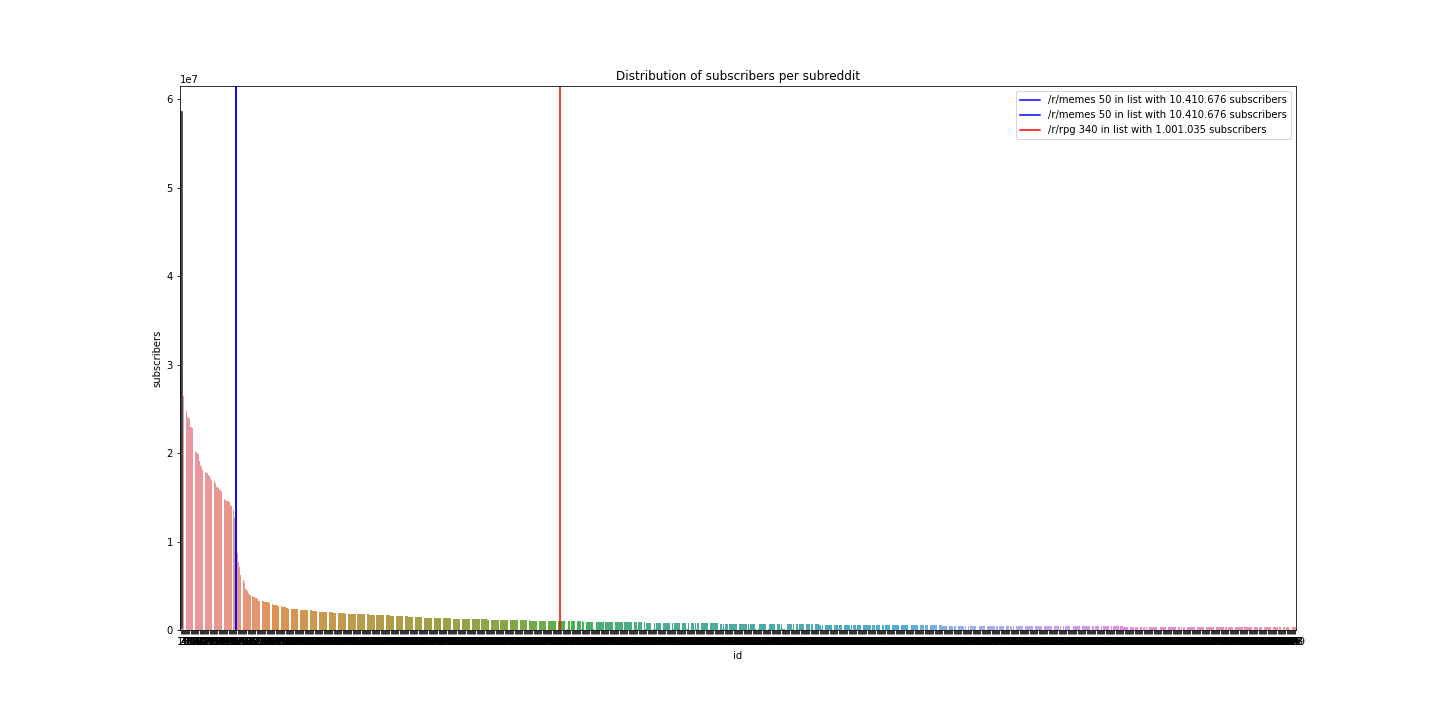 Distribution of subscribers per subreddit
1e7
/r/memes 50 in list with 10.410.676 subscribers
/r/memes 50 in list with 10.410.676 subscribers
/r/rpg 340 in list with 1.001.035 subscribers
6
5
4
3
2
1
0
subscribers
id